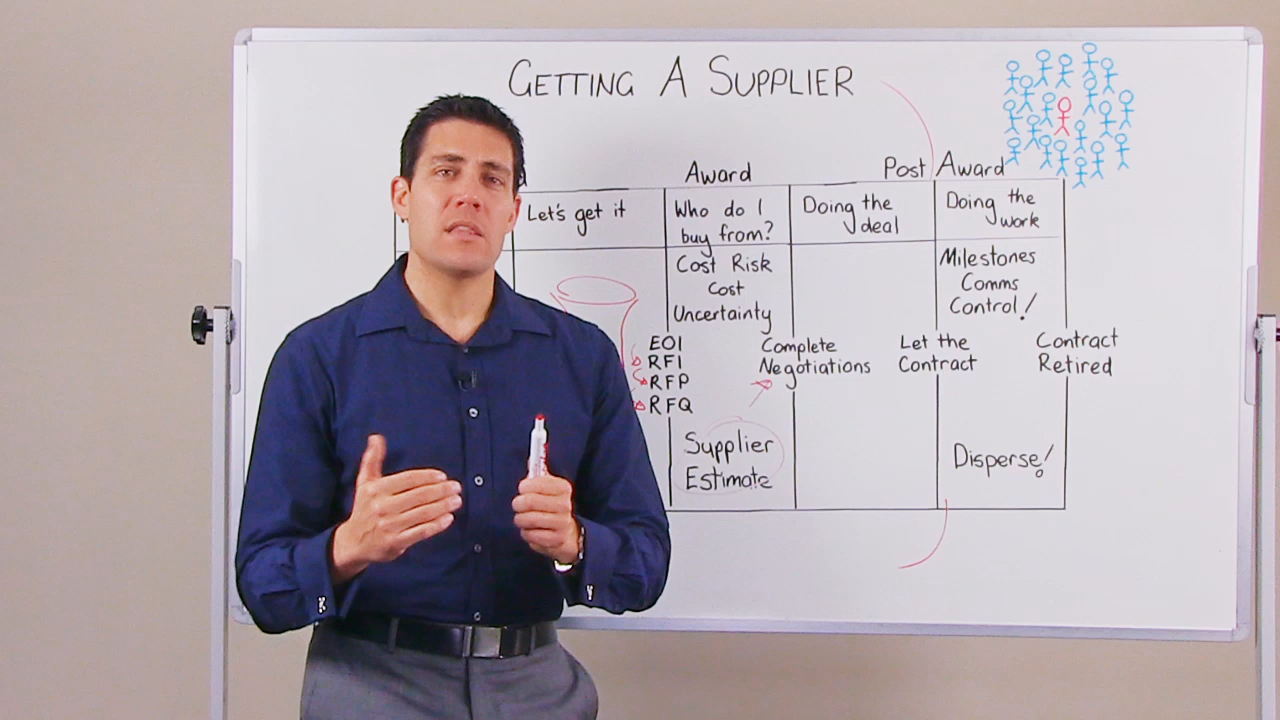 GETTING A SUPPLIER
Award
Post Award
Let's get it
Who do I
buy from?
Doing the
deal
Doing the
work
Cost Risk
Cost
Uncertainty
Milestones
Comms
Control!
EOI
RFI
RFP
RFQ
Complete
Negotiations
Let the
Contract
Contract
Retired
Supplier
Estimate
Disperse!